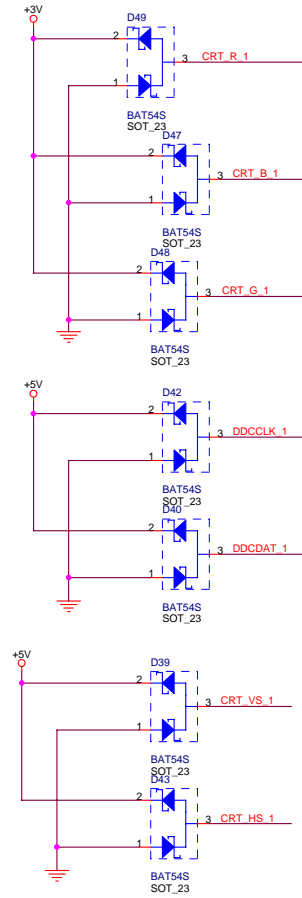 +3V
D49
2
3
CRT_R_1
1
BAT54S
SOT_23
D47
2
3
CRT_B_1
1
BAT54S
SOT_23
D48
2
3
CRT_G_1
1
BAT54S
SOT_23
+5V
D42
2
3
DDCCLK_1
1
BAT54S
SOT_23
D40
2
3
DDCDAT_1
1
BAT54S
SOT_23
+5V
D39
2
3
CRT_VS_1
1
BAT54S
SOT_23
D43
2
3
CRT_HS_1
1
BAT54S
SOT_23